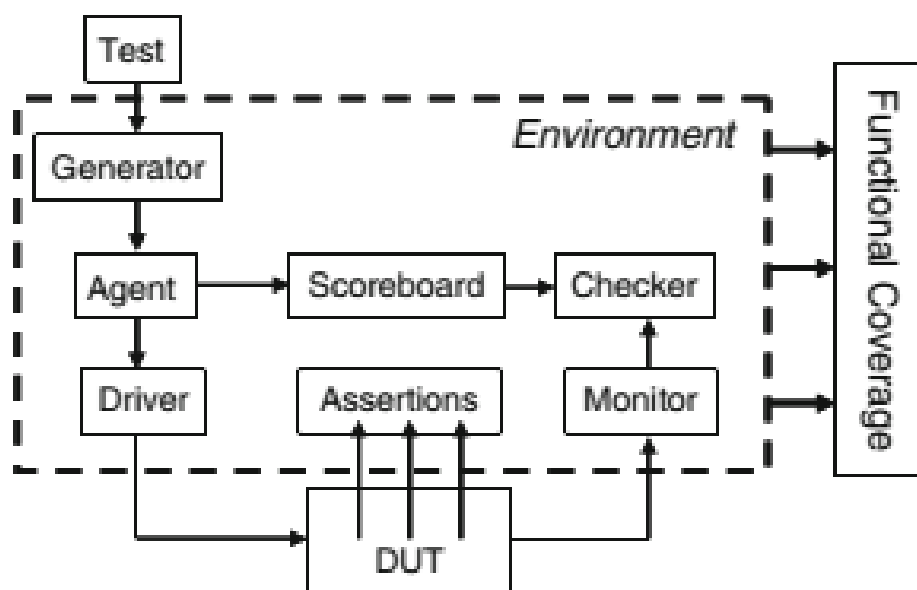 Test
Environment
Generator
Agent
Scoreboard
Checker
Driver
Assertions
Monitor
DUT
Functional Coverage